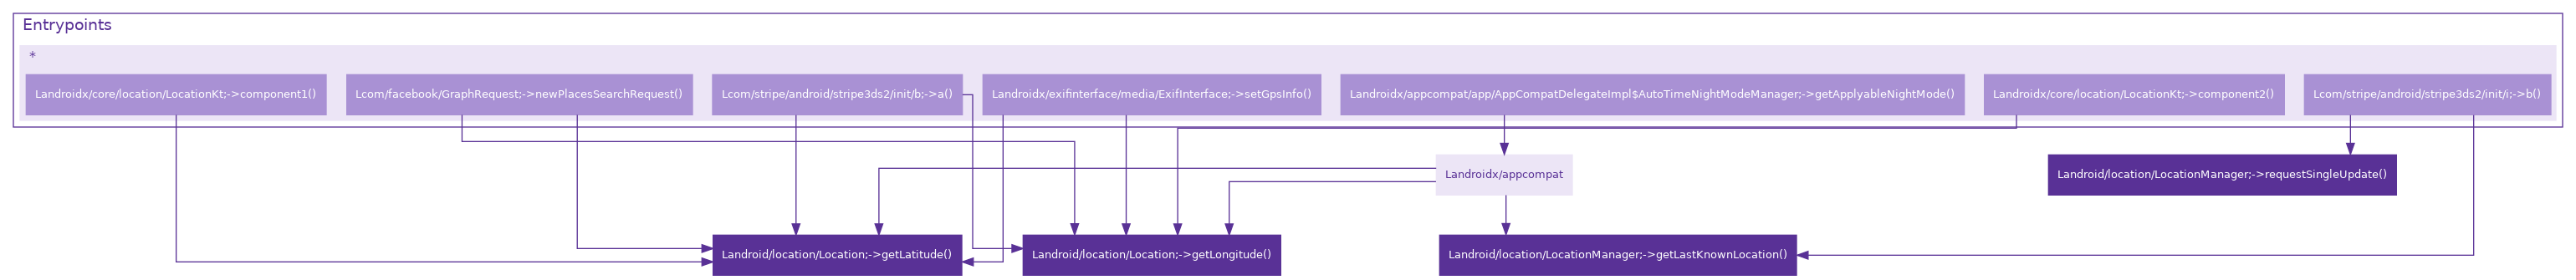 Entrypoints
*
Landroidx/core/location/LocationKt;->component1()
Lcom/facebook/GraphRequest;->newPlacesSearchRequest()
Lcom/stripe/android/stripe3ds2/init/b;->a()
Landroidx/exifinterface/media/ExifInterface;->setGpsInfo()
Landroidx/appcompat/app/AppCompatDelegateImpl$AutoTimeNightModeManager;->getApplyableNightMode()
Landroidx/core/location/LocationKt;->component2()
Lcom/stripe/android/stripe3ds2/init/i;->b()
Landroidx/appcompat
Landroid/location/LocationManager;->requestSingleUpdate()
Landroid/location/Location;->getLatitude()
Landroid/location/Location;->getLongitude()
Landroid/location/LocationManager;->getLastKnownLocation()